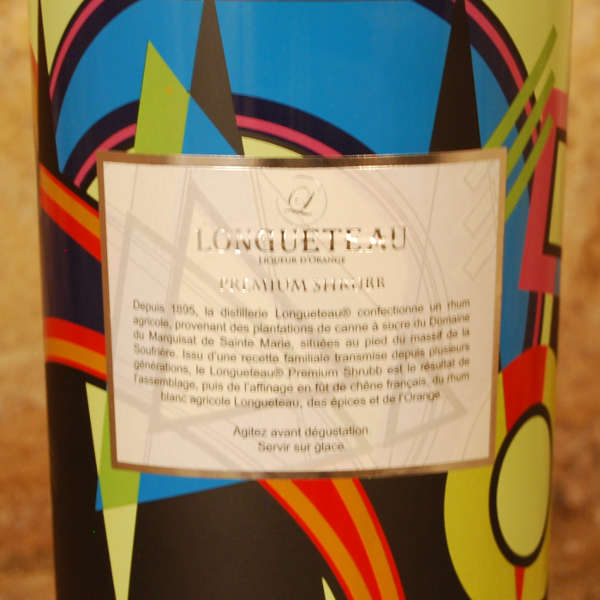 L
LONGUETEAU
LIQUEUR D'ORANGE
PREMIUM SHRUBB
Depuis 1895, la distillerie Longueteau® confectionne un rhum
agricole, provenant des plantations de canne à sucre du Domaine
du Marquisat de Sainte Marie, situées au pied du massif de la
Soufrière. Issu d'une recette familiale transmise depuis plusieurs
générations, le Longueteau® Premium Shrubb est le résultat de
l'assemblage, puis de l'affinage en fût de chêne français, du rhum
blanc agricole Longueteau, des épices et de l'Orange.
Agitez avant dégustation.
Servir sur glace.